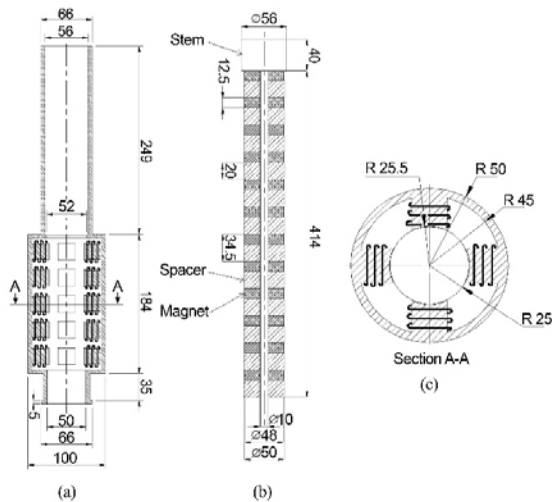 66
56
249
52
A
A
184
35
5
50
66
100
(a)
Ø56
Stem
40
12.5
20
414
34.5
Spacer
Magnet
Ø10
Ø48
Ø50
(b)
R 25.5
R 50
R 45
R 25
Section A-A
(c)